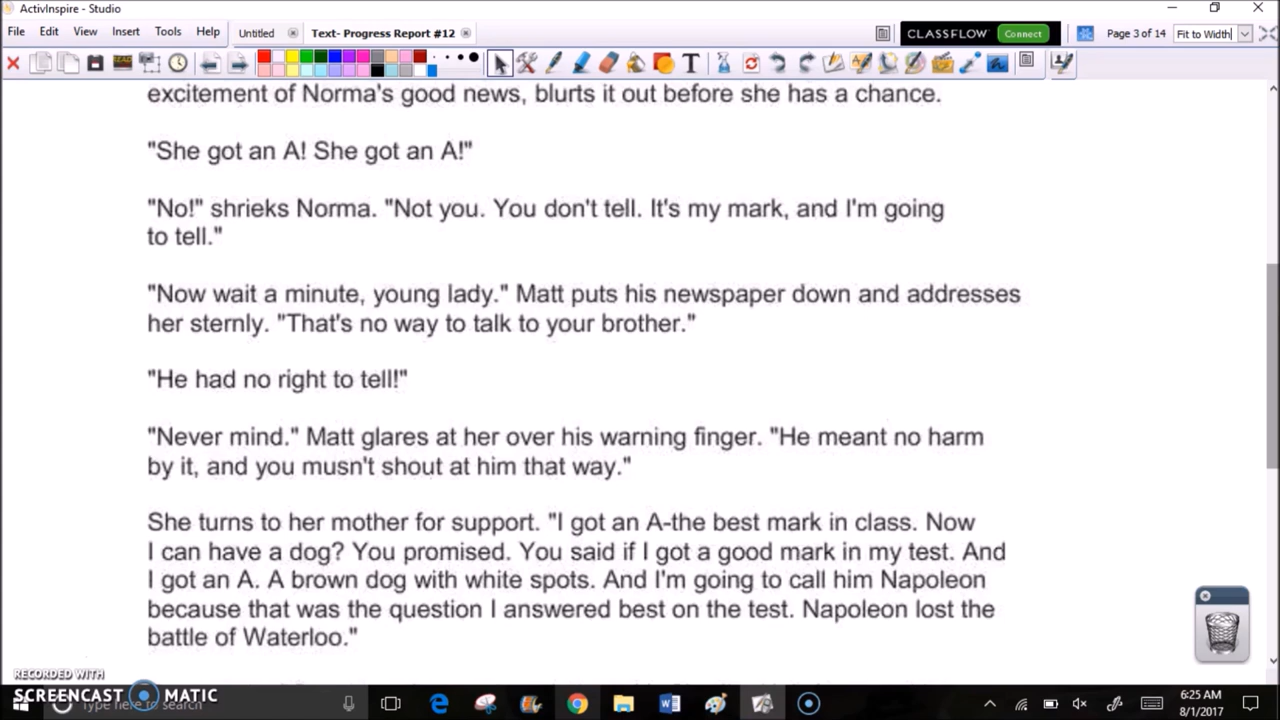 ActivInspire - Studio
File Edit View Insert Tools Help Untitled Text- Progress Report #12 CLASSFLOW Connect Page 3 of 14 Fit to Width
excitement of Norma's good news, blurts it out before she has a chance.
"She got an A! She got an A!"
"No!" shrieks Norma. "Not you. You don't tell. It's my mark, and I'm going
to tell."
"Now wait a minute, young lady." Matt puts his newspaper down and addresses
her sternly. "That's no way to talk to your brother."
"He had no right to tell!"
"Never mind." Matt glares at her over his warning finger. "He meant no harm
by it, and you musn't shout at him that way."
She turns to her mother for support. "I got an A-the best mark in class. Now
I can have a dog? You promised. You said if I got a good mark in my test. And
I got an A. A brown dog with white spots. And I'm going to call him Napoleon
because that was the question I answered best on the test. Napoleon lost the
battle of Waterloo."
RECORDED WITH
SCREENCAST MATIC
Type here to search
6:25 AM
8/1/2017